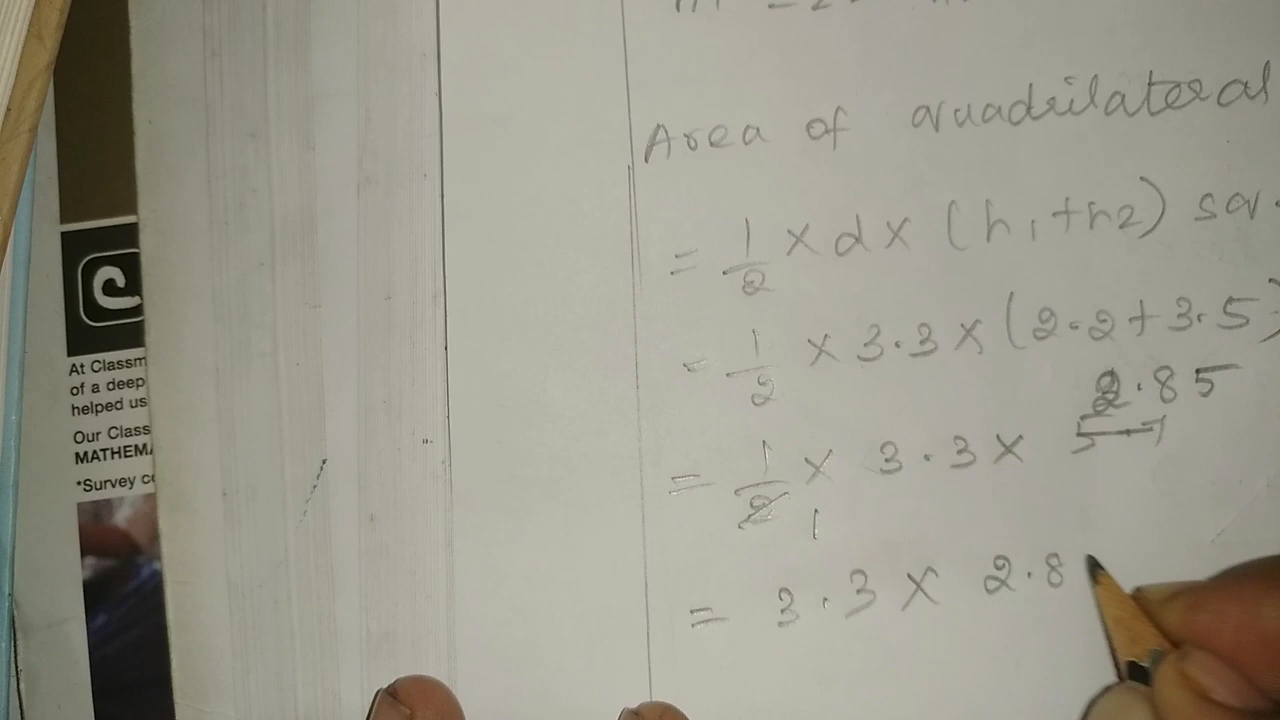 At Classm
of a deep
helped us
Our Class
MATHEMA
*Survey co
Area of quadrilateral
= 1/2 × d × (h1+h2) sq.
= 1/2 × 3.3 × (2.2+3.5)
2.85
= 1/2 × 3.3 × 5.7
1
= 3.3 × 2.8